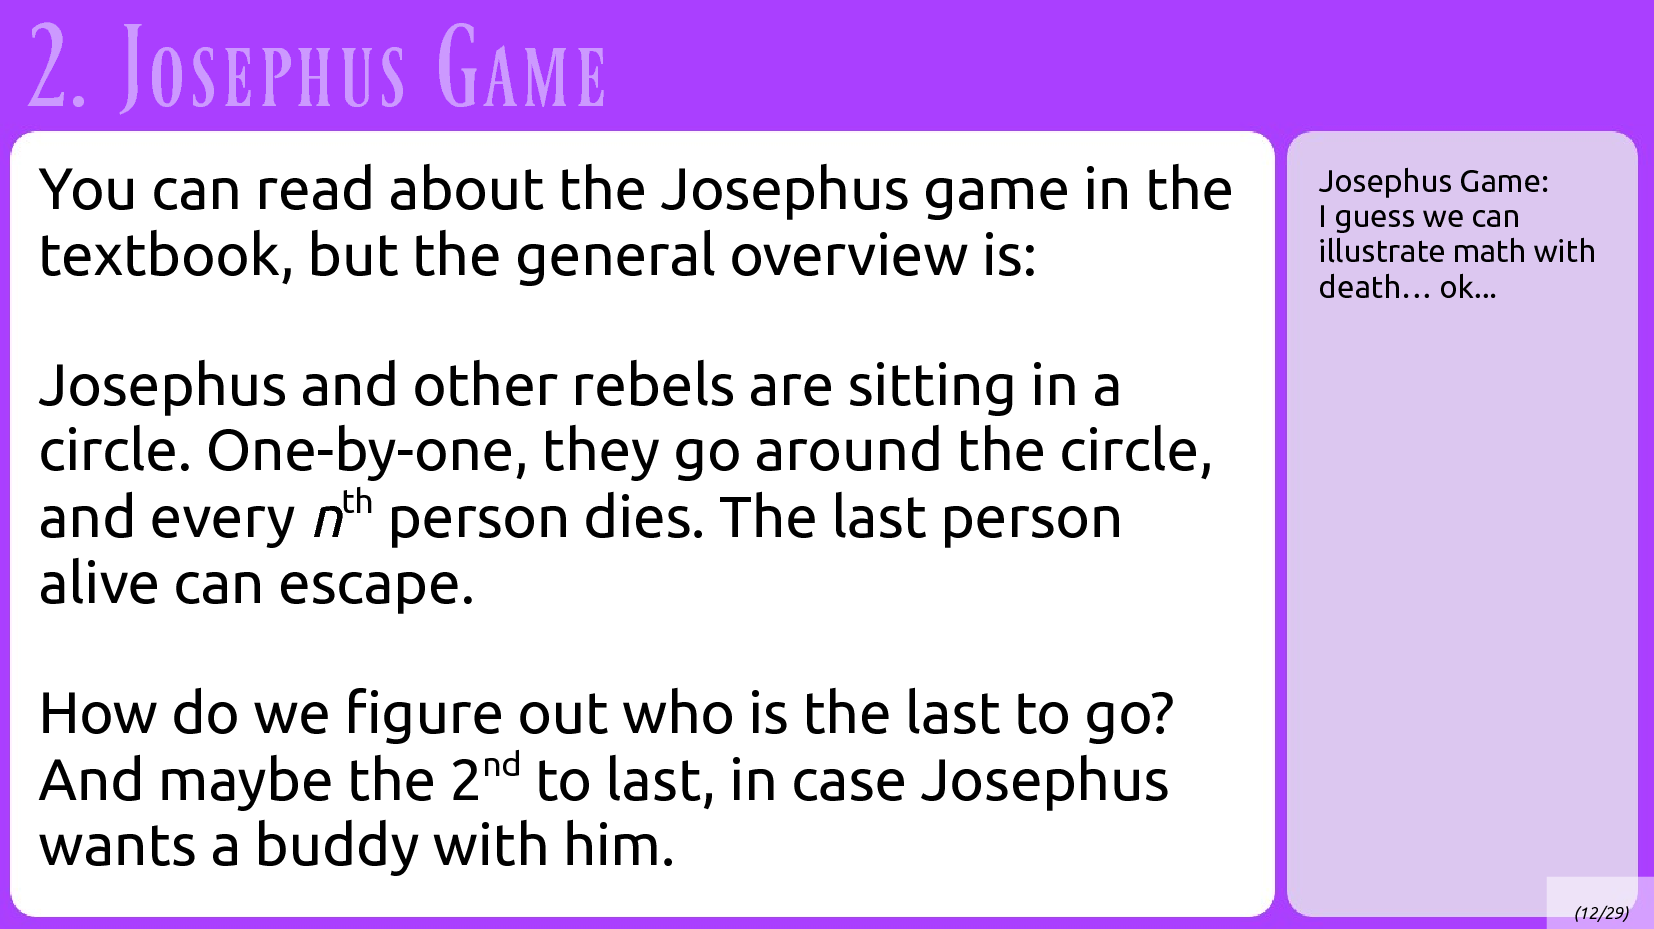 2. Josephus Game
You can read about the Josephus game in the
textbook, but the general overview is:
Josephus and other rebels are sitting in a
circle. One-by-one, they go around the circle,
and every nth person dies. The last person
alive can escape.
How do we figure out who is the last to go?
And maybe the 2nd to last, in case Josephus
wants a buddy with him.
Josephus Game:
I guess we can
illustrate math with
death… ok...
(12/29)